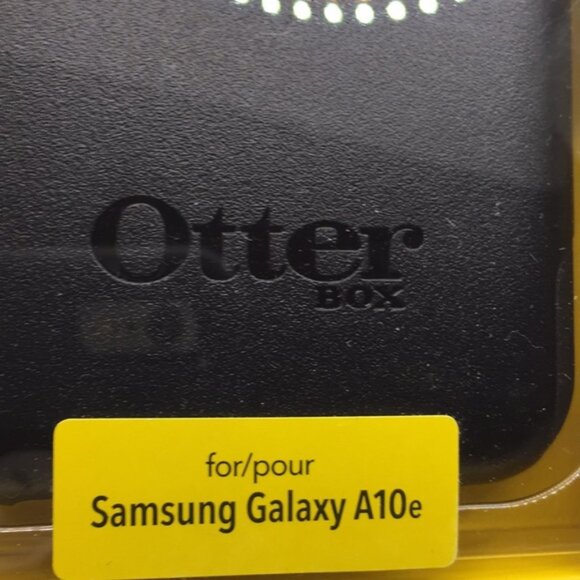 Otter
BOX
for/pour
Samsung Galaxy A10e